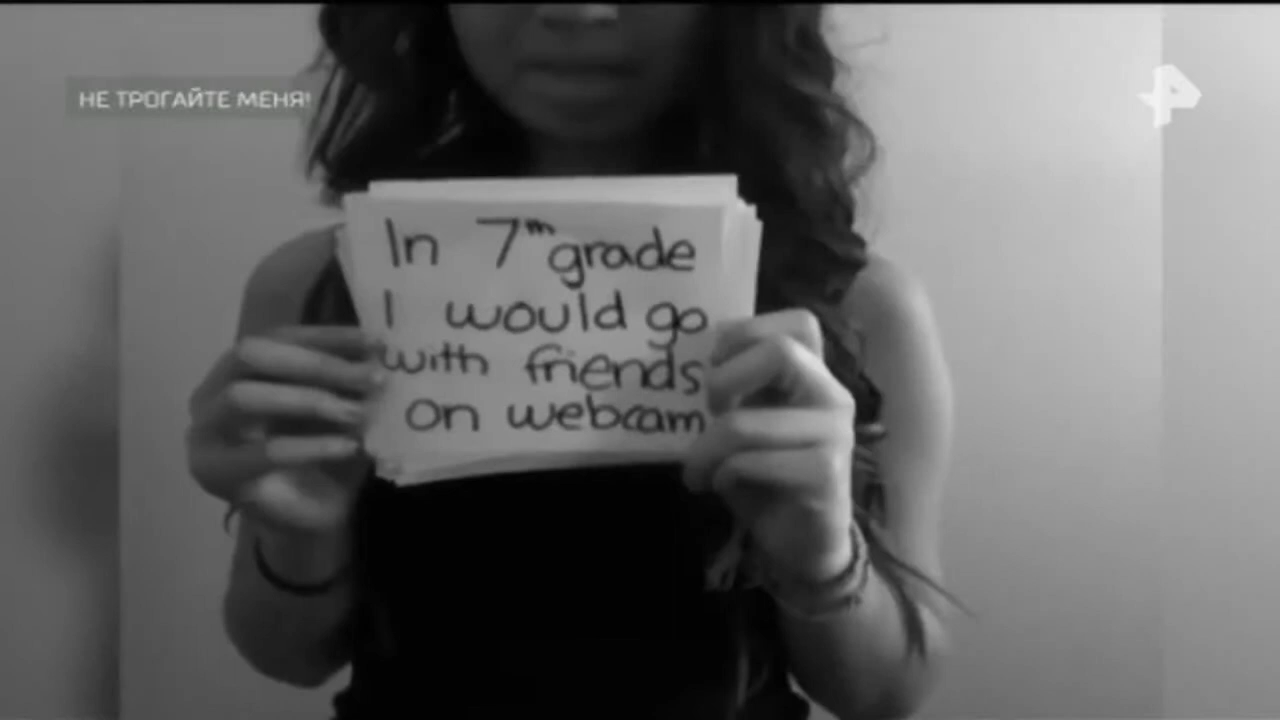 НЕ ТРОГАЙТЕ МЕНЯ!
In 7th grade
I would go
with friends
on webcam